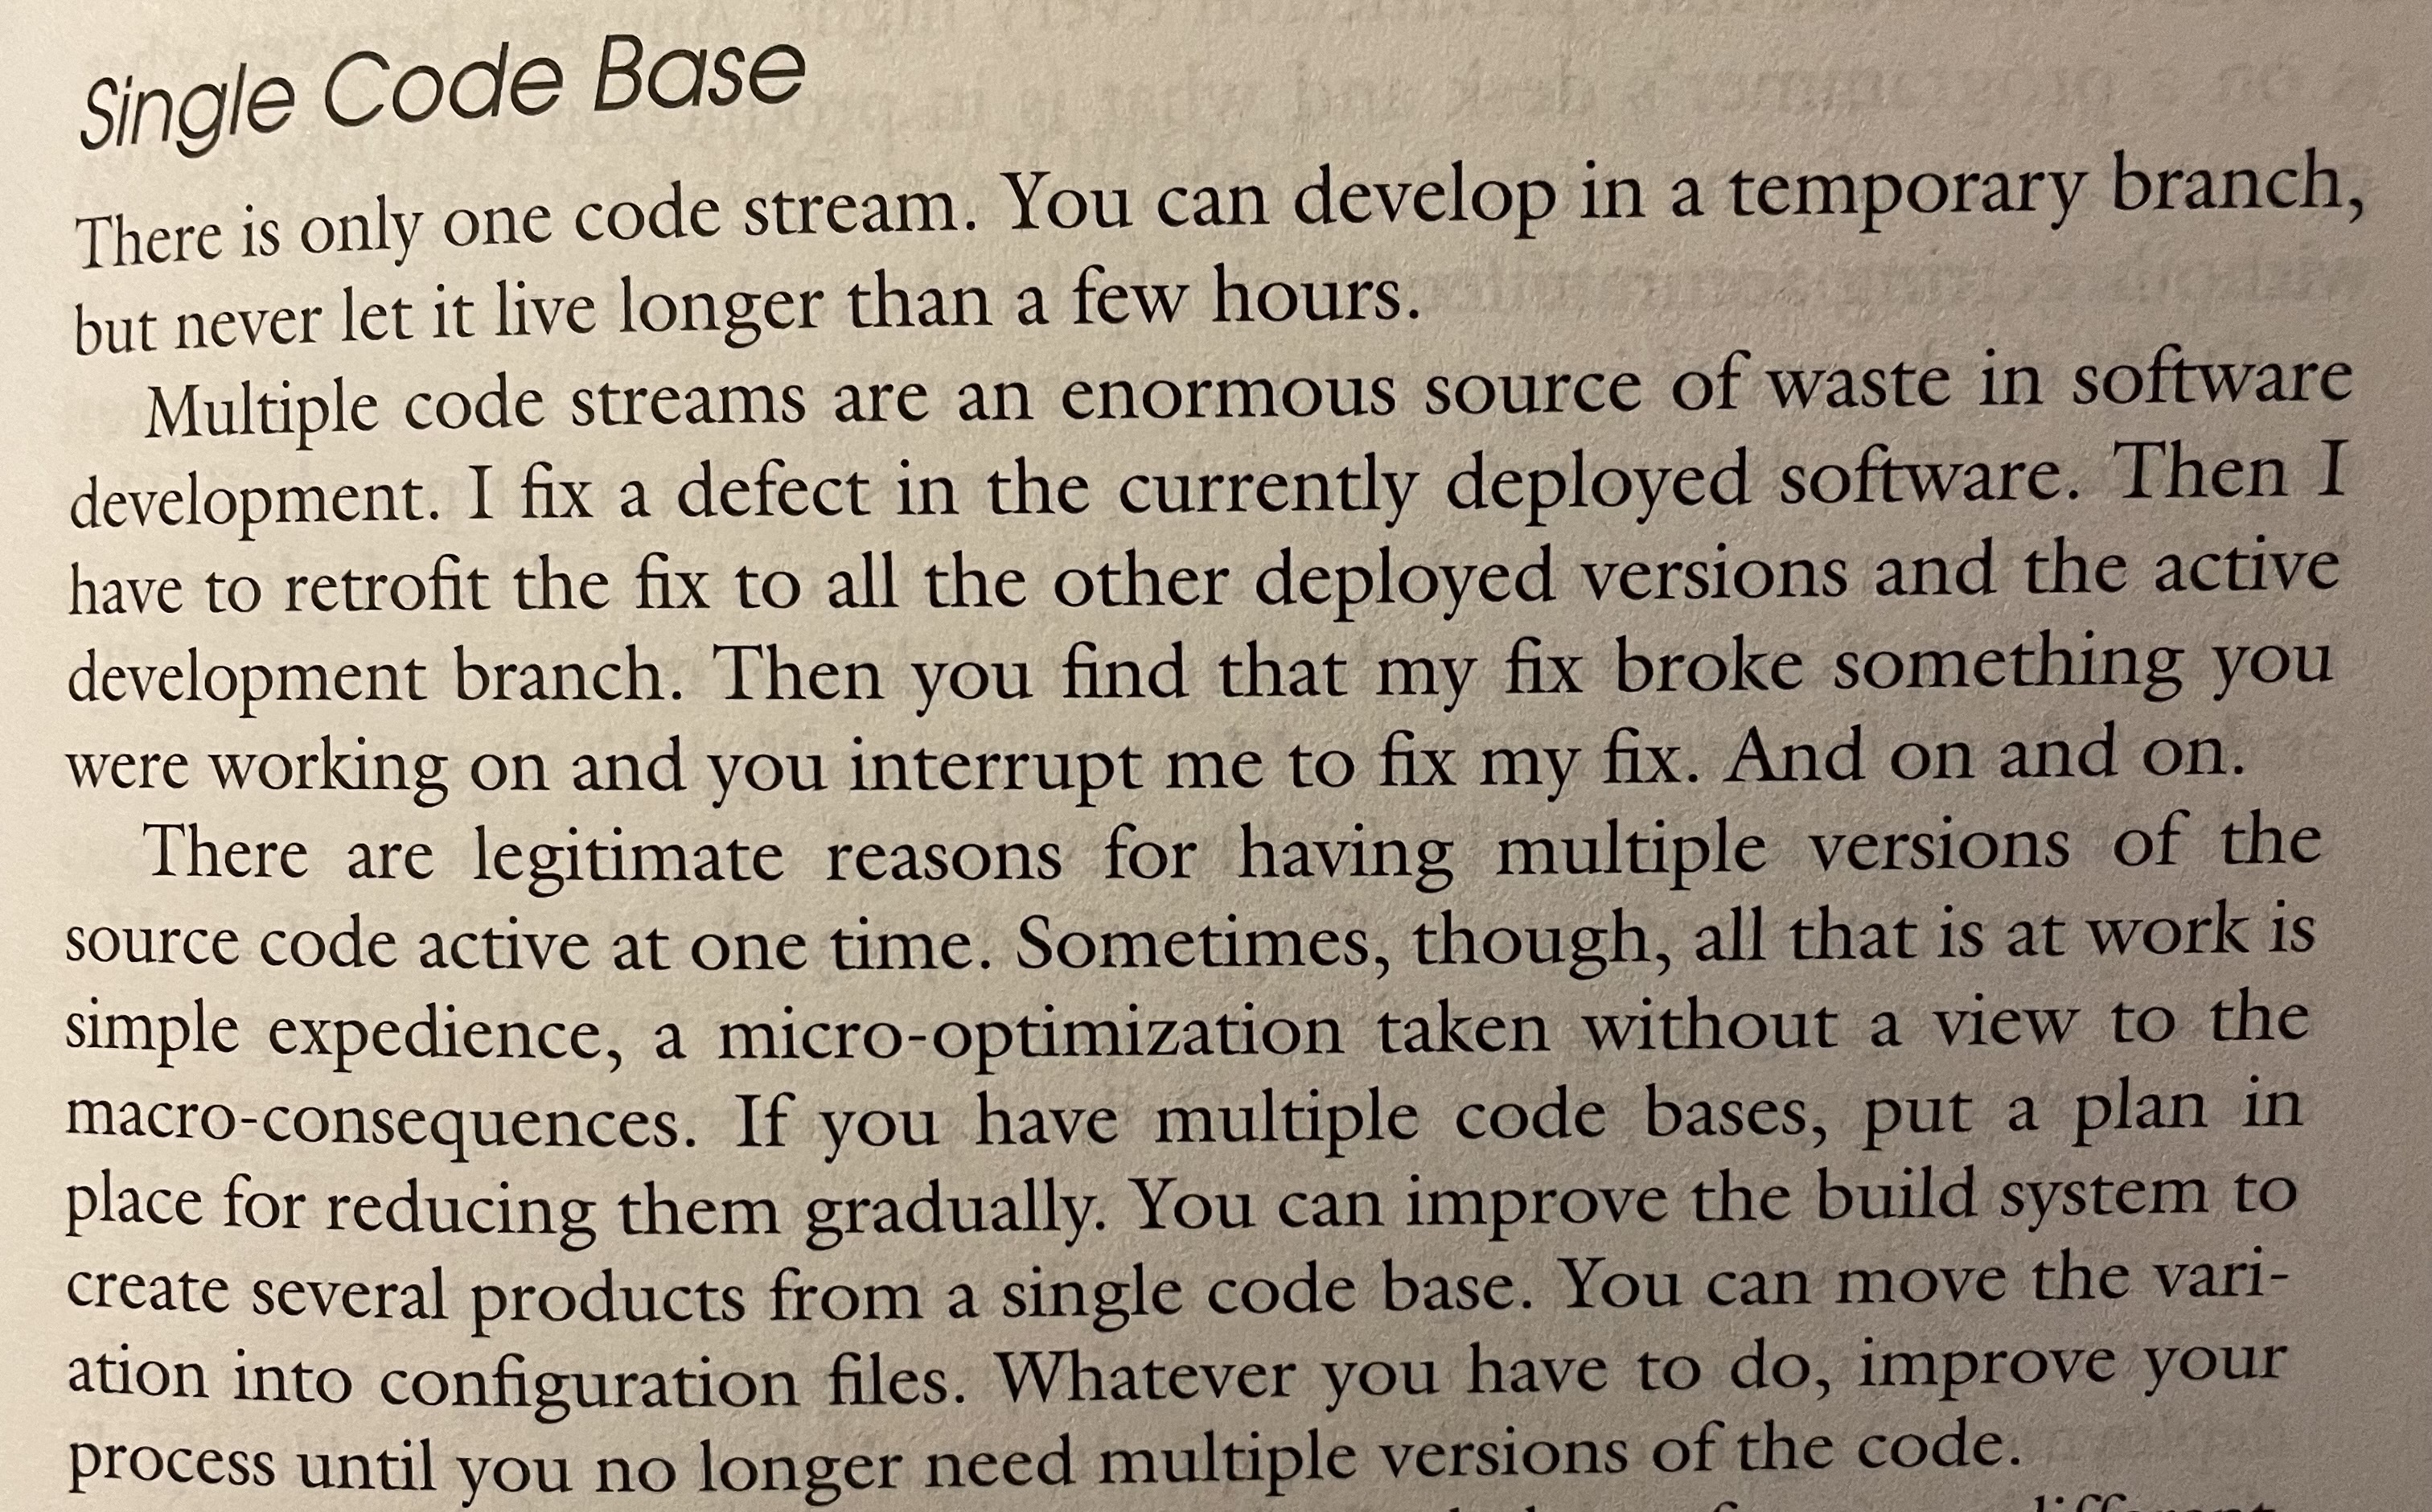 Single Code Base
There is only one code stream. You can develop in a temporary branch,
but never let it live longer than a few hours.
Multiple code streams are an enormous source of waste in software
development. I fix a defect in the currently deployed software. Then I
have to retrofit the fix to all the other deployed versions and the active
development branch. Then you find that my fix broke something you
were working on and you interrupt me to fix my fix. And on and on.
There are legitimate reasons for having multiple versions of the
source code active at one time. Sometimes, though, all that is at work is
simple expedience, a micro-optimization taken without a view to the
macro-consequences. If you have multiple code bases, put a plan in
place for reducing them gradually. You can improve the build system to
create several products from a single code base. You can move the vari-
ation into configuration files. Whatever you have to do, improve your
process until you no longer need multiple versions of the code.
different